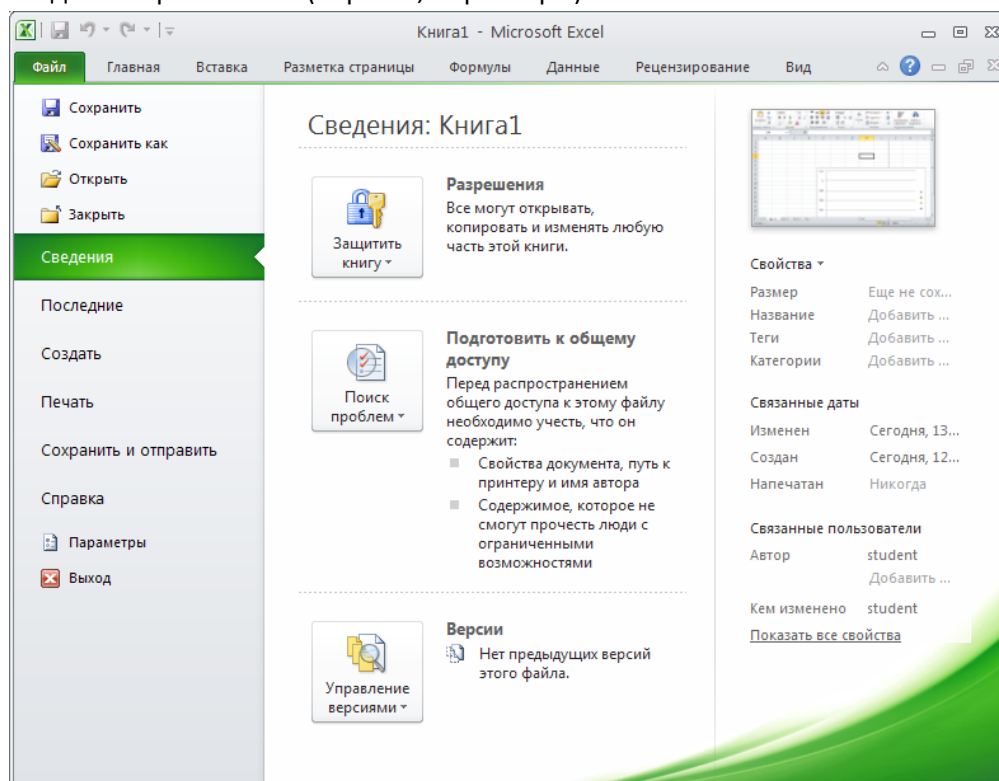 Книга1 - Microsoft Excel
Файл Главная Вставка Разметка страницы Формулы Данные Рецензирование Вид
Сохранить
Сохранить как
Открыть
Закрыть
Сведения
Последние
Создать
Печать
Сохранить и отправить
Справка
Параметры
Выход
Сведения: Книга1
Защитить
книгу
Разрешения
Все могут открывать,
копировать и изменять любую
часть этой книги.
Поиск
проблем
Подготовить к общему
доступу
Перед распространением
общего доступа к этому файлу
необходимо учесть, что он
содержит:
Свойства документа, путь к
принтеру и имя автора
Содержимое, которое не
смогут прочесть люди с
ограниченными
возможностями
Управление
версиями
Версии
Нет предыдущих версий
этого файла.
Свойства
Размер Еще не сох...
Название Добавить ...
Теги Добавить ...
Категории Добавить ...
Связанные даты
Изменен Сегодня, 13...
Создан Сегодня, 12...
Напечатан Никогда
Связанные пользователи
Автор student
Добавить ...
Кем изменено student
Показать все свойства